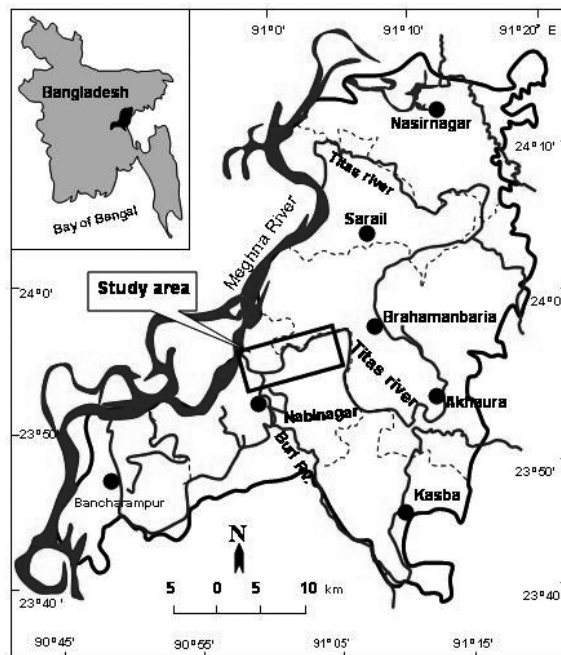 91°0' 91°10' 91°20' E
Bangladesh
Bay of Bengal
Nasirnagar
24°10'
Titas river
Sarail
Meghna River
Study area
24°0'
24°0'
Brahamanbaria
Titas river
Akhaura
Nabinagar
23°50'
Buri Rv.
23°50'
Bancharampur
Kasba
N
5 0 5 10 km
23°40'
23°40'
90°45' 90°55' 91°05' 91°15'